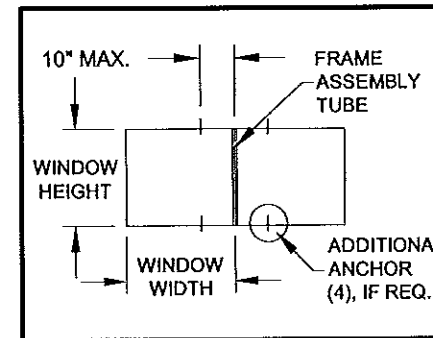 10" MAX.
FRAME
ASSEMBLY
TUBE
WINDOW
HEIGHT
WINDOW
WIDTH
ADDITIONA
ANCHOR
(4), IF REQ.